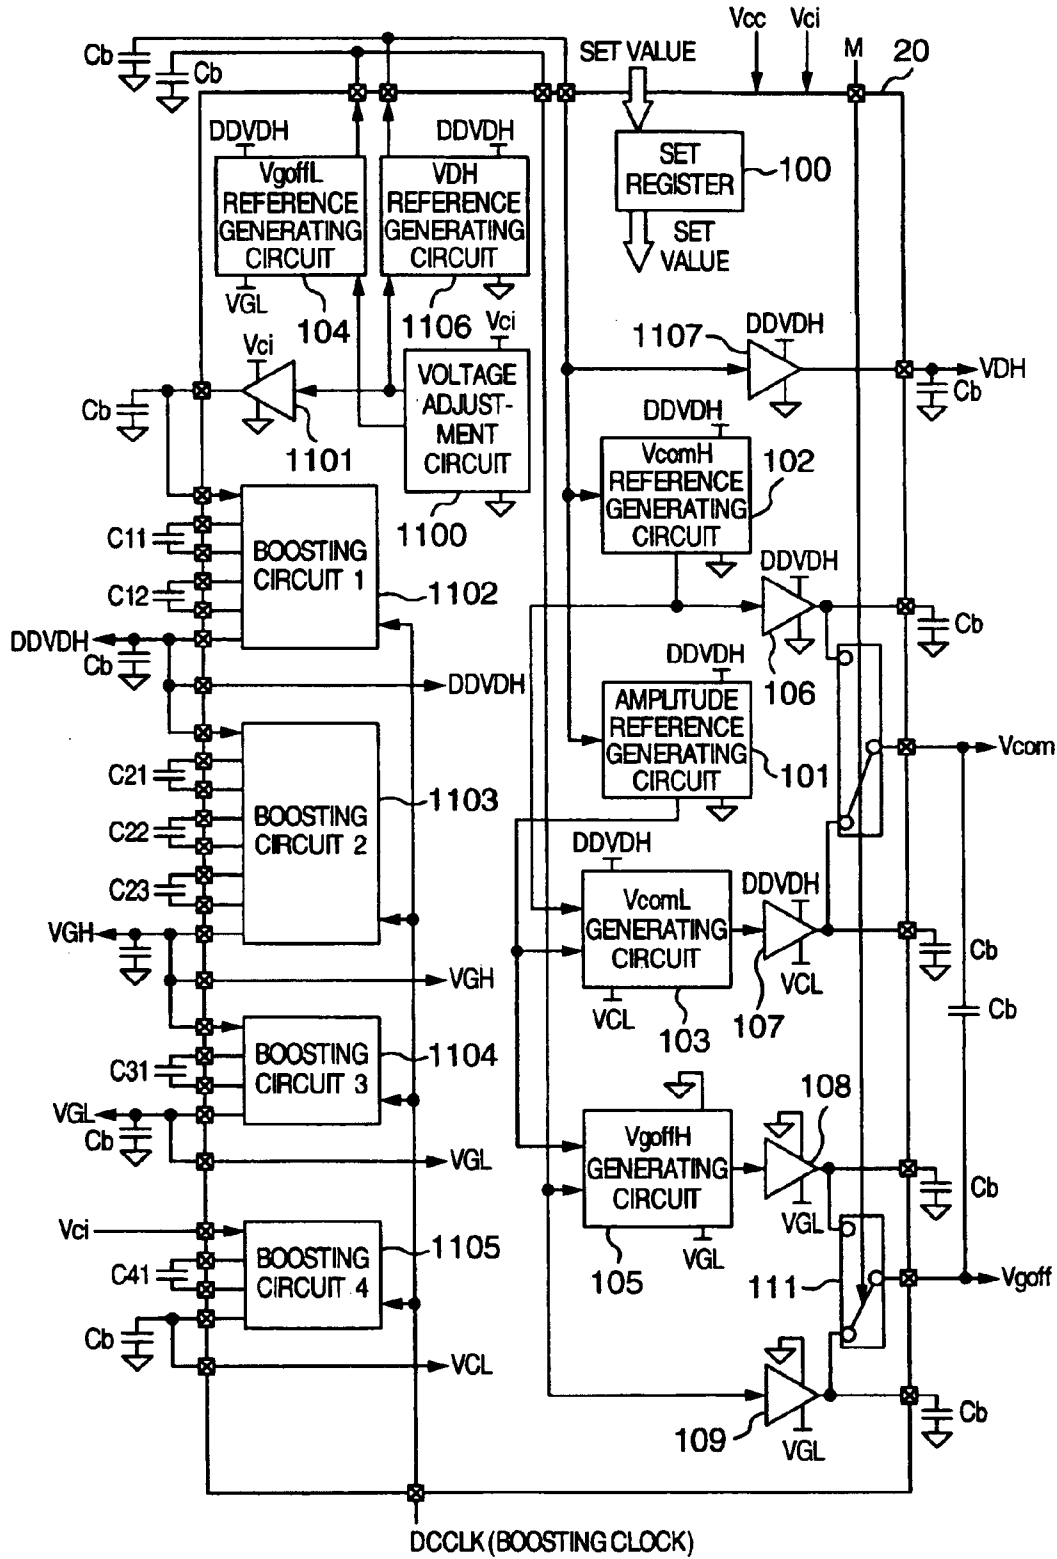 Vcc
Vci
Cb
SET VALUE
M
20
Cb
DDVDH
DDVDH
VgoffL
REFERENCE
GENERATING
CIRCUIT
VDH
REFERENCE
GENERATING
CIRCUIT
SET
REGISTER
100
SET
VALUE
VGL
104
1106
Vci
Vci
1107
DDVDH
VDH
Cb
Cb
1101
VOLTAGE
ADJUST-
MENT
CIRCUIT
1100
DDVDH
VcomH
REFERENCE
GENERATING
CIRCUIT
102
C11
C12
BOOSTING
CIRCUIT 1
1102
DDVDH
Cb
106
DDVDH
Cb
DDVDH
DDVDH
AMPLITUDE
REFERENCE
GENERATING
CIRCUIT
101
Vcom
C21
C22
C23
BOOSTING
CIRCUIT 2
1103
DDVDH
VcomL
GENERATING
CIRCUIT
DDVDH
VGH
VCL
103
VCL
107
Cb
VGH
Cb
C31
BOOSTING
CIRCUIT 3
1104
VGL
Cb
VgoffH
GENERATING
CIRCUIT
108
VGL
VGL
Cb
Vci
C41
BOOSTING
CIRCUIT 4
1105
105
VGL
111
Vgoff
Cb
VCL
109
VGL
Cb
DCCLK (BOOSTING CLOCK)